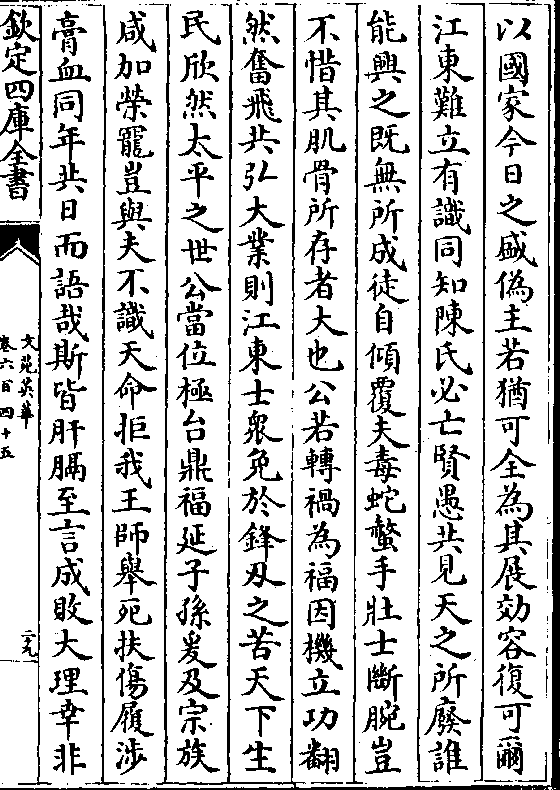 以國家今日之盛偽主若猶可全為其展効容復可爾
江東難立有識同知陳氏必亡賢愚共見天之所廢誰
能興之既無所成徒自傾覆夫毒蛇螫手壯士斷腕豈
不惜其肌骨所存者大也公若轉禍為福因機立功翻
然奮飛共弘大業則江東士衆免於鋒刄之苦天下生
民欣然太平之世公當位極台鼎福延子孫爰及宗族
咸加榮寵豈與夫不識天命拒我王師舉死扶傷履涉
膏血同年共日而語哉斯皆肝膈至言成敗大理幸非
欽定四庫全書
文苑英華
卷六百四十五
二九